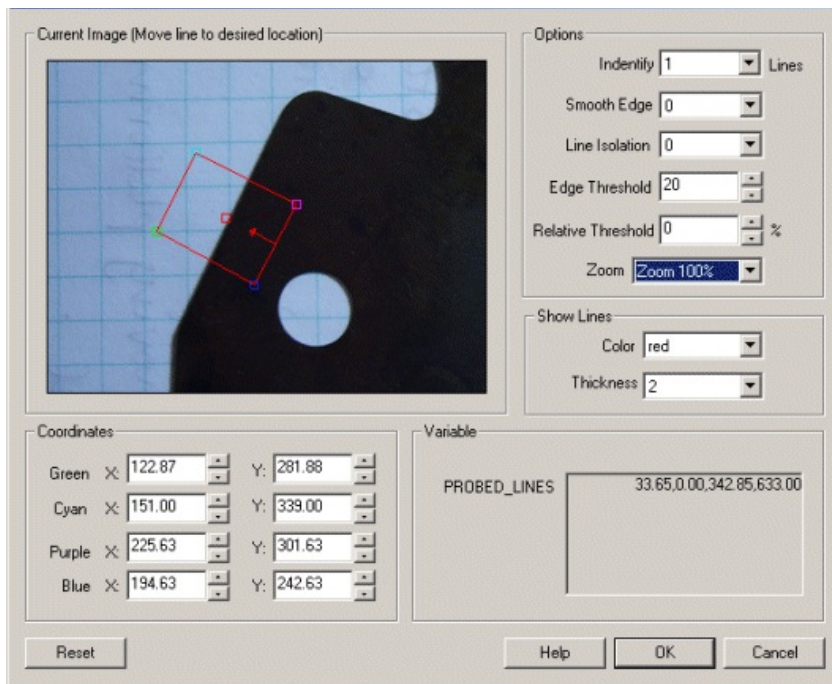 Current Image (Move line to desired location)
Options
Indentify 1 Lines
Smooth Edge 0
Line Isolation 0
Edge Threshold 20
Relative Threshold 0 %
Zoom Zoom 100%
Show Lines
Color red
Thickness 2
Coordinates
Green X: 122.87 Y: 281.88
Cyan X: 151.00 Y: 339.00
Purple X: 225.63 Y: 301.63
Blue X: 194.63 Y: 242.63
Variable
PROBED_LINES 33.65,0.00,342.85,633.00
Reset Help OK Cancel